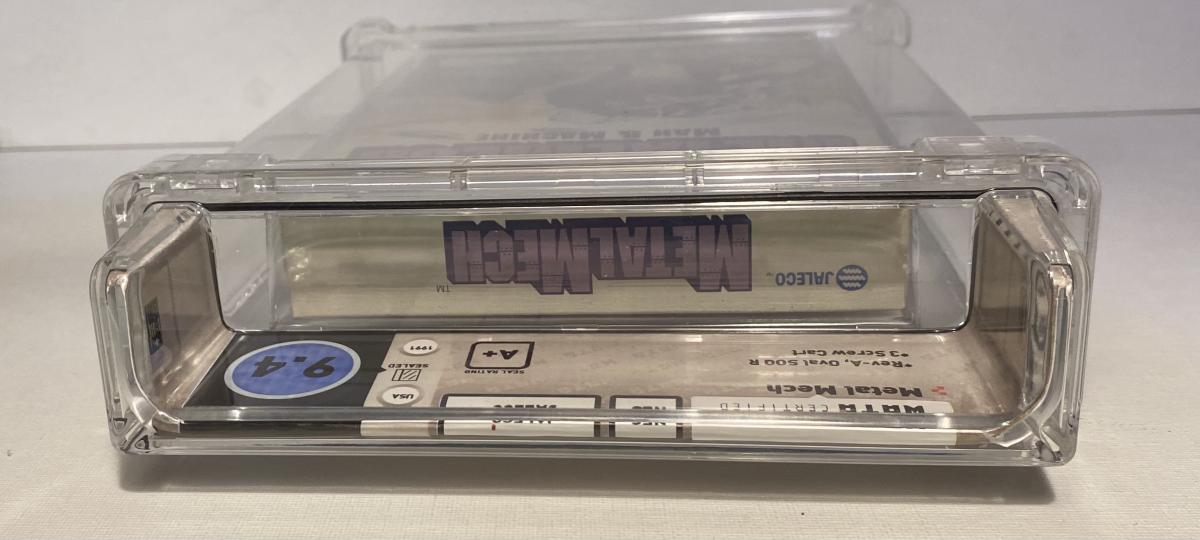 MAN & MACHINE
METALMECH
TM
JALECO
WATA CERTIFIED
Metal Mech
*Rev-A, Oval SOQ R
*3 Screw Cart
NES
JALECO
SEAL RATING
A+
USA
SEALED
1991
9.4